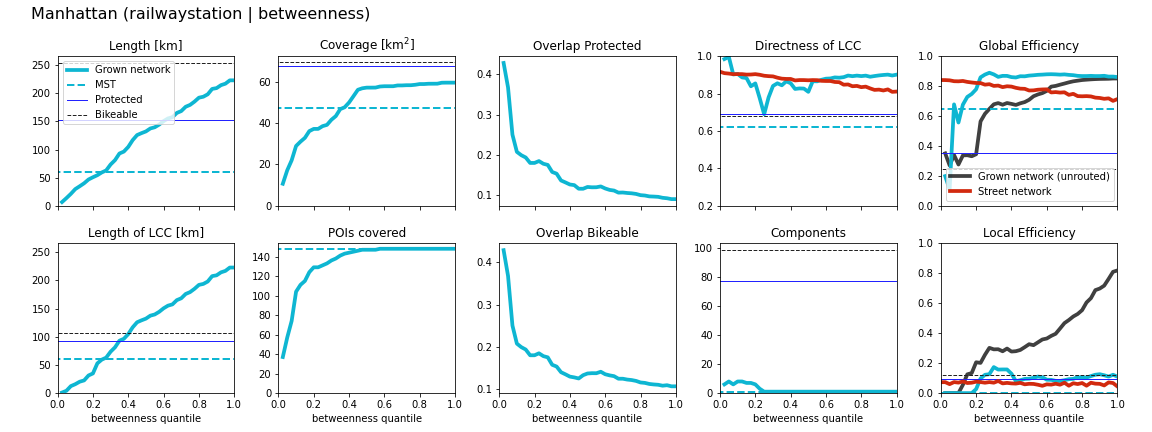 Manhattan (railwaystation | betweenness)
Length [km]
Coverage [km²]
Overlap Protected
Directness of LCC
Global Efficiency
250
200
150
100
50
0
Grown network
MST
Protected
Bikeable
60
40
20
0
0.4
0.3
0.2
0.1
1.0
0.8
0.6
0.4
0.2
1.0
0.8
0.6
0.4
0.2
0.0
Grown network (unrouted)
Street network
Length of LCC [km]
POIs covered
Overlap Bikeable
Components
Local Efficiency
250
200
150
100
50
0
140
120
100
80
60
40
20
0
0.4
0.3
0.2
0.1
100
80
60
40
20
0
1.0
0.8
0.6
0.4
0.2
0.0
0.0 0.2 0.4 0.6 0.8 1.0
0.0 0.2 0.4 0.6 0.8 1.0
0.0 0.2 0.4 0.6 0.8 1.0
0.0 0.2 0.4 0.6 0.8 1.0
0.0 0.2 0.4 0.6 0.8 1.0
betweenness quantile
betweenness quantile
betweenness quantile
betweenness quantile
betweenness quantile